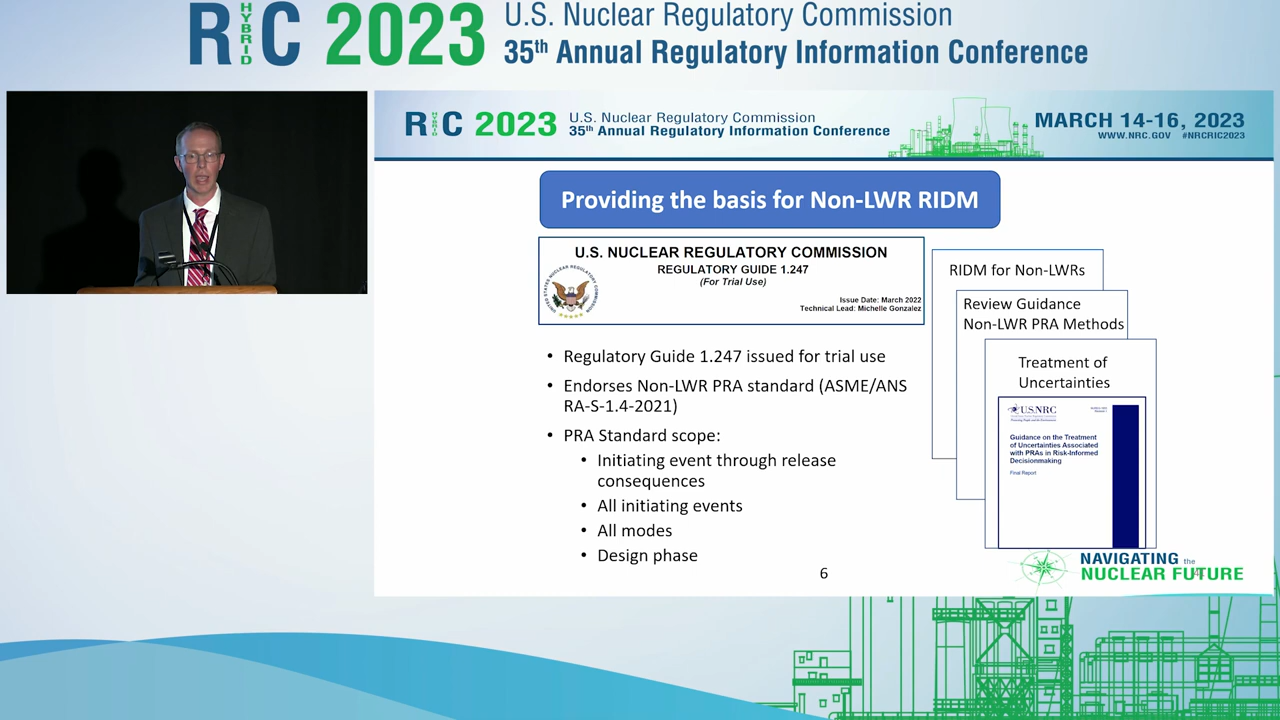 RIC 2023
HYBRID
U.S. Nuclear Regulatory Commission
35th Annual Regulatory Information Conference
RIC 2023
U.S. Nuclear Regulatory Commission
35th Annual Regulatory Information Conference
MARCH 14-16, 2023
WWW.NRC.GOV #NRCRIC2023
Providing the basis for Non-LWR RIDM
U.S. NUCLEAR REGULATORY COMMISSION
REGULATORY GUIDE 1.247
(For Trial Use)
Issue Date: March 2022
Technical Lead: Michelle Gonzalez
UNITED STATES NUCLEAR REGULATORY COMMISSION
• Regulatory Guide 1.247 issued for trial use
• Endorses Non-LWR PRA standard (ASME/ANS
RA-S-1.4-2021)
• PRA Standard scope:
• Initiating event through release
consequences
• All initiating events
• All modes
• Design phase
RIDM for Non-LWRs
Review Guidance
Non-LWR PRA Methods
Treatment of
Uncertainties
U.S.NRC
Guidance on the Treatment
of Uncertainties Associated
with PRAs in Risk-Informed
Decisionmaking
Final Report
6
NAVIGATING the
NUCLEAR FUTURE